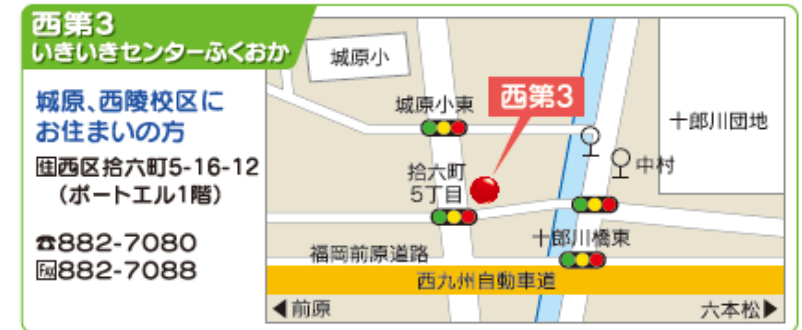 西第3
いきいきセンターふくおか
城原、西陵校区に
お住まいの方
住西区拾六町5-16-12
(ポートエル1階)
☎882-7080
FAX882-7088
城原小
城原小東
西第3
十郎川団地
中村
拾六町
5丁目
十郎川橋東
福岡前原道路
西九州自動車道
◀前原
六本松▶